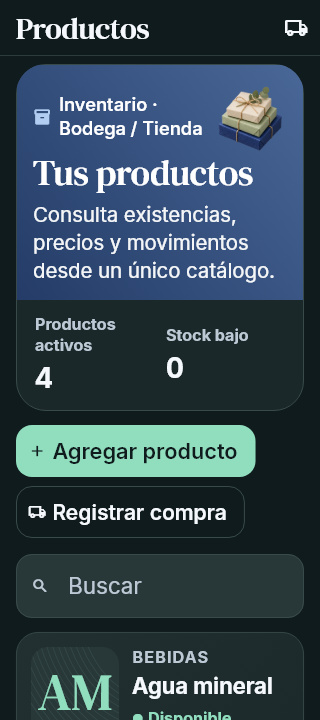 Productos
Inventario ·
Bodega / Tienda
Tus productos
Consulta existencias,
precios y movimientos
desde un único catálogo.
Productos
activos
4
Stock bajo
0
+ Agregar producto
Registrar compra
Buscar
AM
BEBIDAS
Agua mineral
Disponible